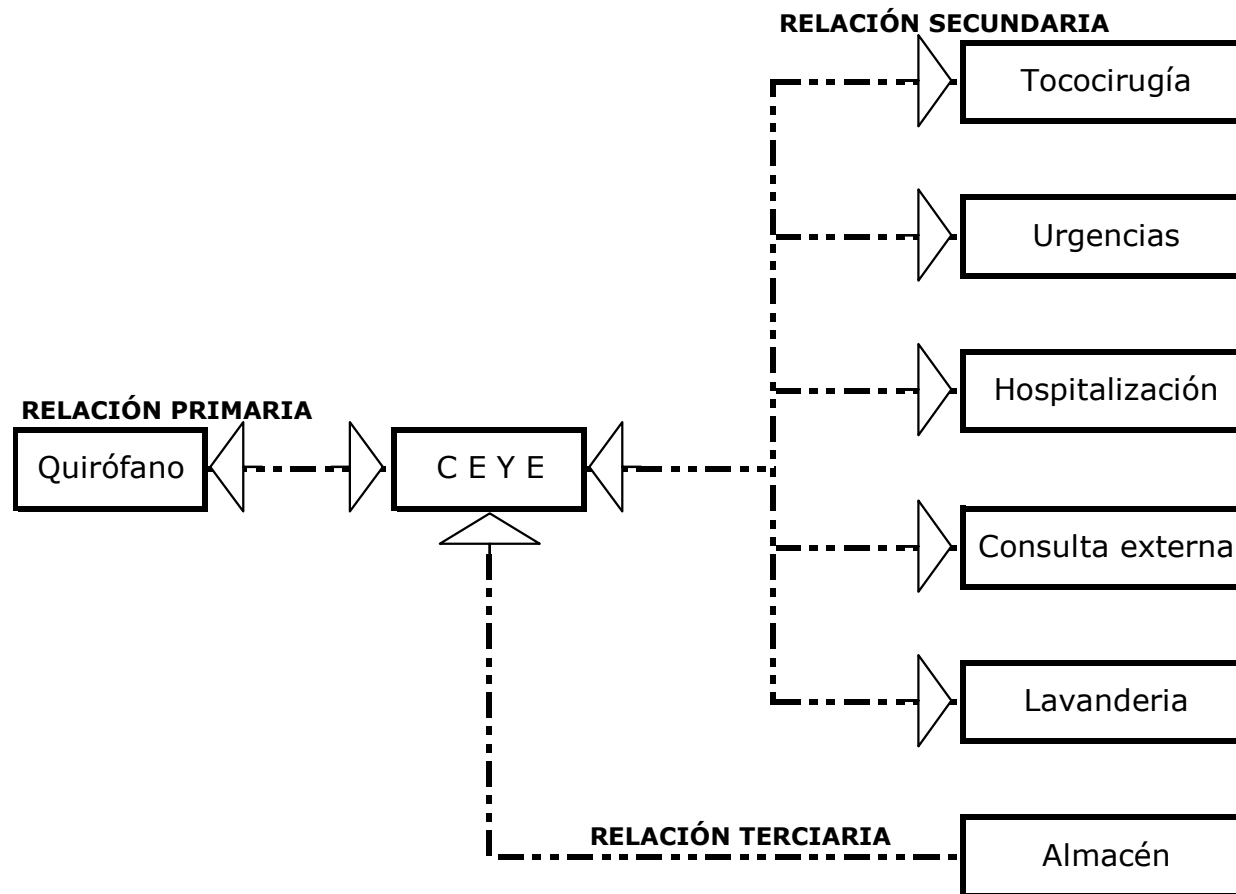 RELACIÓN SECUNDARIA
Tococirugía
Urgencias
Hospitalización
RELACIÓN PRIMARIA
Quirófano
C E Y E
Consulta externa
Lavanderia
RELACIÓN TERCIARIA
Almacén